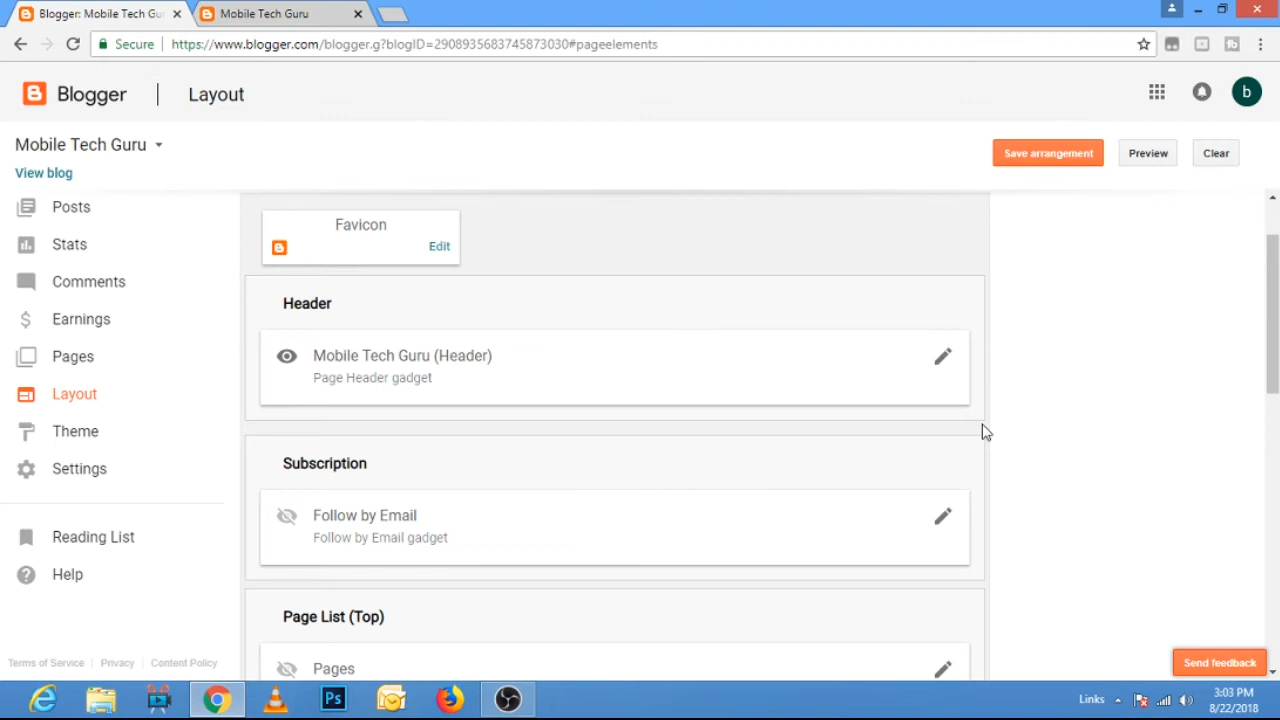 Blogger: Mobile Tech Gu
Mobile Tech Guru
Secure
https://www.blogger.com/blogger.g?blogID=2908935683745873030#pageelements
Blogger
Layout
b
Mobile Tech Guru
View blog
Save arrangement
Preview
Clear
Posts
Stats
Comments
Earnings
Pages
Layout
Theme
Settings
Reading List
Help
Terms of Service
Privacy
Content Policy
Favicon
Edit
Header
Mobile Tech Guru (Header)
Page Header gadget
Subscription
Follow by Email
Follow by Email gadget
Page List (Top)
Pages
Send feedback
Ps
Links
3:03 PM
8/22/2018